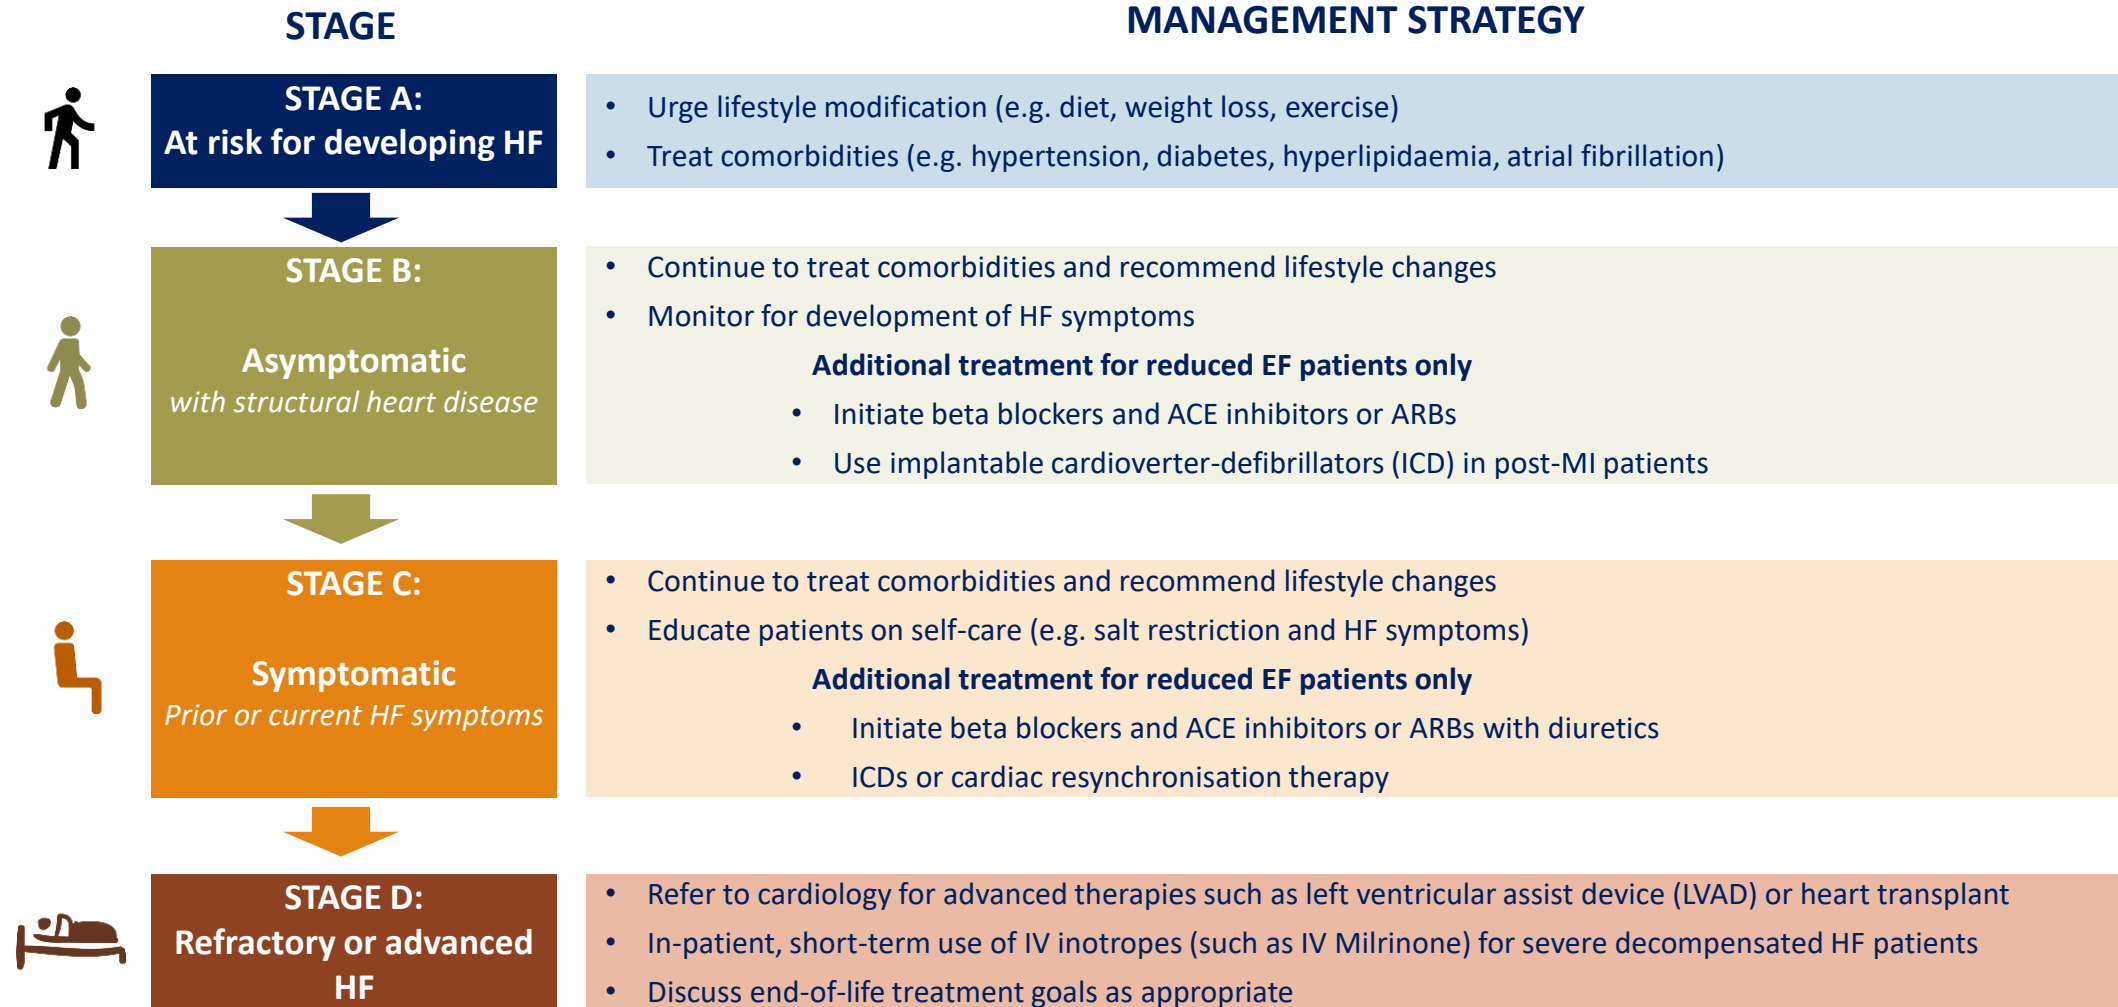 STAGE
MANAGEMENT STRATEGY
STAGE A:
At risk for developing HF
• Urge lifestyle modification (e.g. diet, weight loss, exercise)
• Treat comorbidities (e.g. hypertension, diabetes, hyperlipidaemia, atrial fibrillation)
STAGE B:
Asymptomatic
with structural heart disease
• Continue to treat comorbidities and recommend lifestyle changes
• Monitor for development of HF symptoms
Additional treatment for reduced EF patients only
• Initiate beta blockers and ACE inhibitors or ARBs
• Use implantable cardioverter-defibrillators (ICD) in post-MI patients
STAGE C:
Symptomatic
Prior or current HF symptoms
• Continue to treat comorbidities and recommend lifestyle changes
• Educate patients on self-care (e.g. salt restriction and HF symptoms)
Additional treatment for reduced EF patients only
• Initiate beta blockers and ACE inhibitors or ARBs with diuretics
• ICDs or cardiac resynchronisation therapy
STAGE D:
Refractory or advanced
HF
• Refer to cardiology for advanced therapies such as left ventricular assist device (LVAD) or heart transplant
• In-patient, short-term use of IV inotropes (such as IV Milrinone) for severe decompensated HF patients
• Discuss end-of-life treatment goals as appropriate